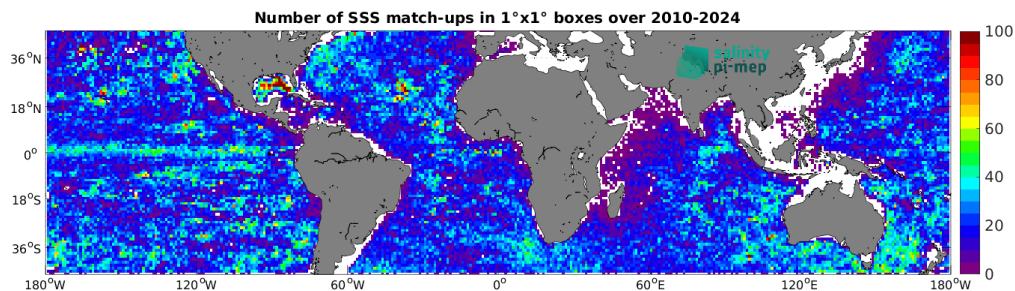 Number of SSS match-ups in 1°x1° boxes over 2010-2024
salinity
pi-mep
36°N
18°N
0°
18°S
36°S
180°W
120°W
60°W
0°
60°E
120°E
180°W
100
80
60
40
20
0